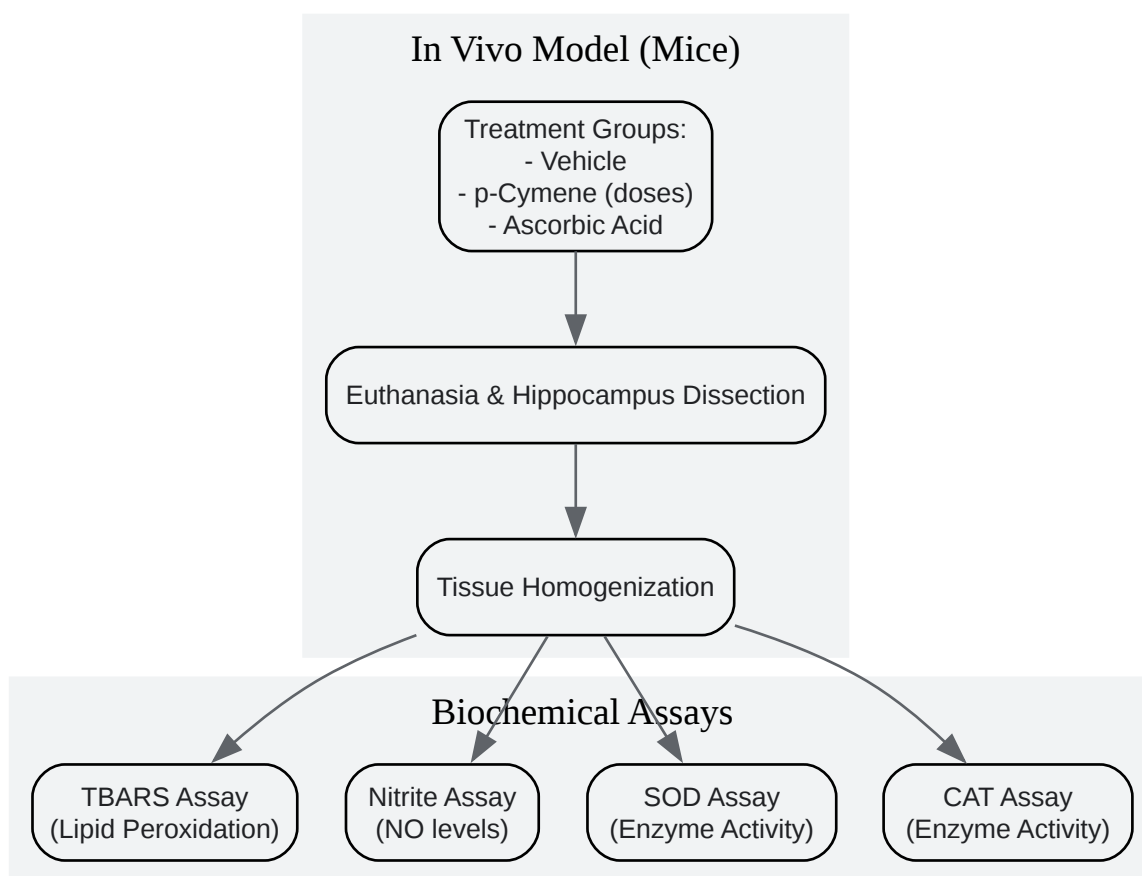 In Vivo Model (Mice)
Treatment Groups:
- Vehicle
- p-Cymene (doses)
- Ascorbic Acid
Euthanasia & Hippocampus Dissection
Tissue Homogenization
Biochemical Assays
TBARS Assay
(Lipid Peroxidation)
Nitrite Assay
(NO levels)
SOD Assay
(Enzyme Activity)
CAT Assay
(Enzyme Activity)